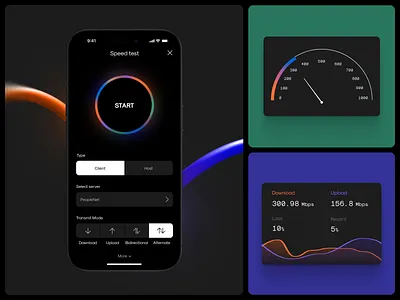 9:41
Speed test
START
Type
Client
Host
Select server
PeopleNet
Transmit Mode
Download
Upload
Bidirectional
Alternate
More
0
100
200
300
400
500
600
700
800
900
1000
Download
Upload
300.98 Mbps
156.8 Mbps
Loss
10%
5%